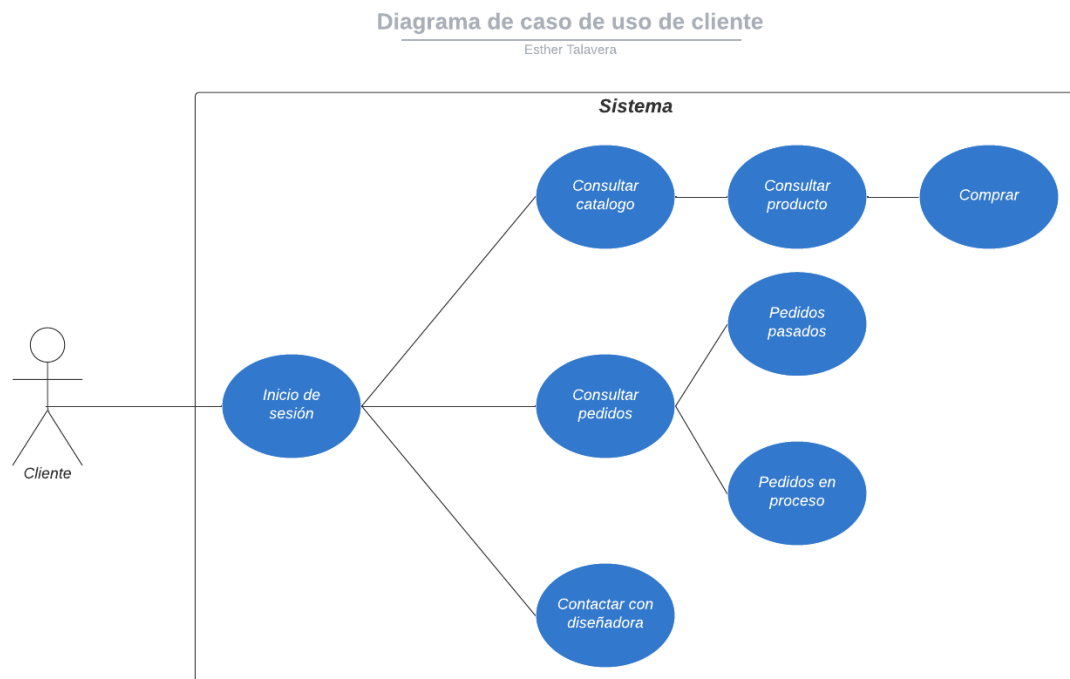 Diagrama de caso de uso de cliente
Esther Talavera
Sistema
Consultar
catalogo
Consultar
producto
Comprar
Pedidos
pasados
Inicio de
sesión
Consultar
pedidos
Pedidos en
proceso
Cliente
Contactar con
diseñadora